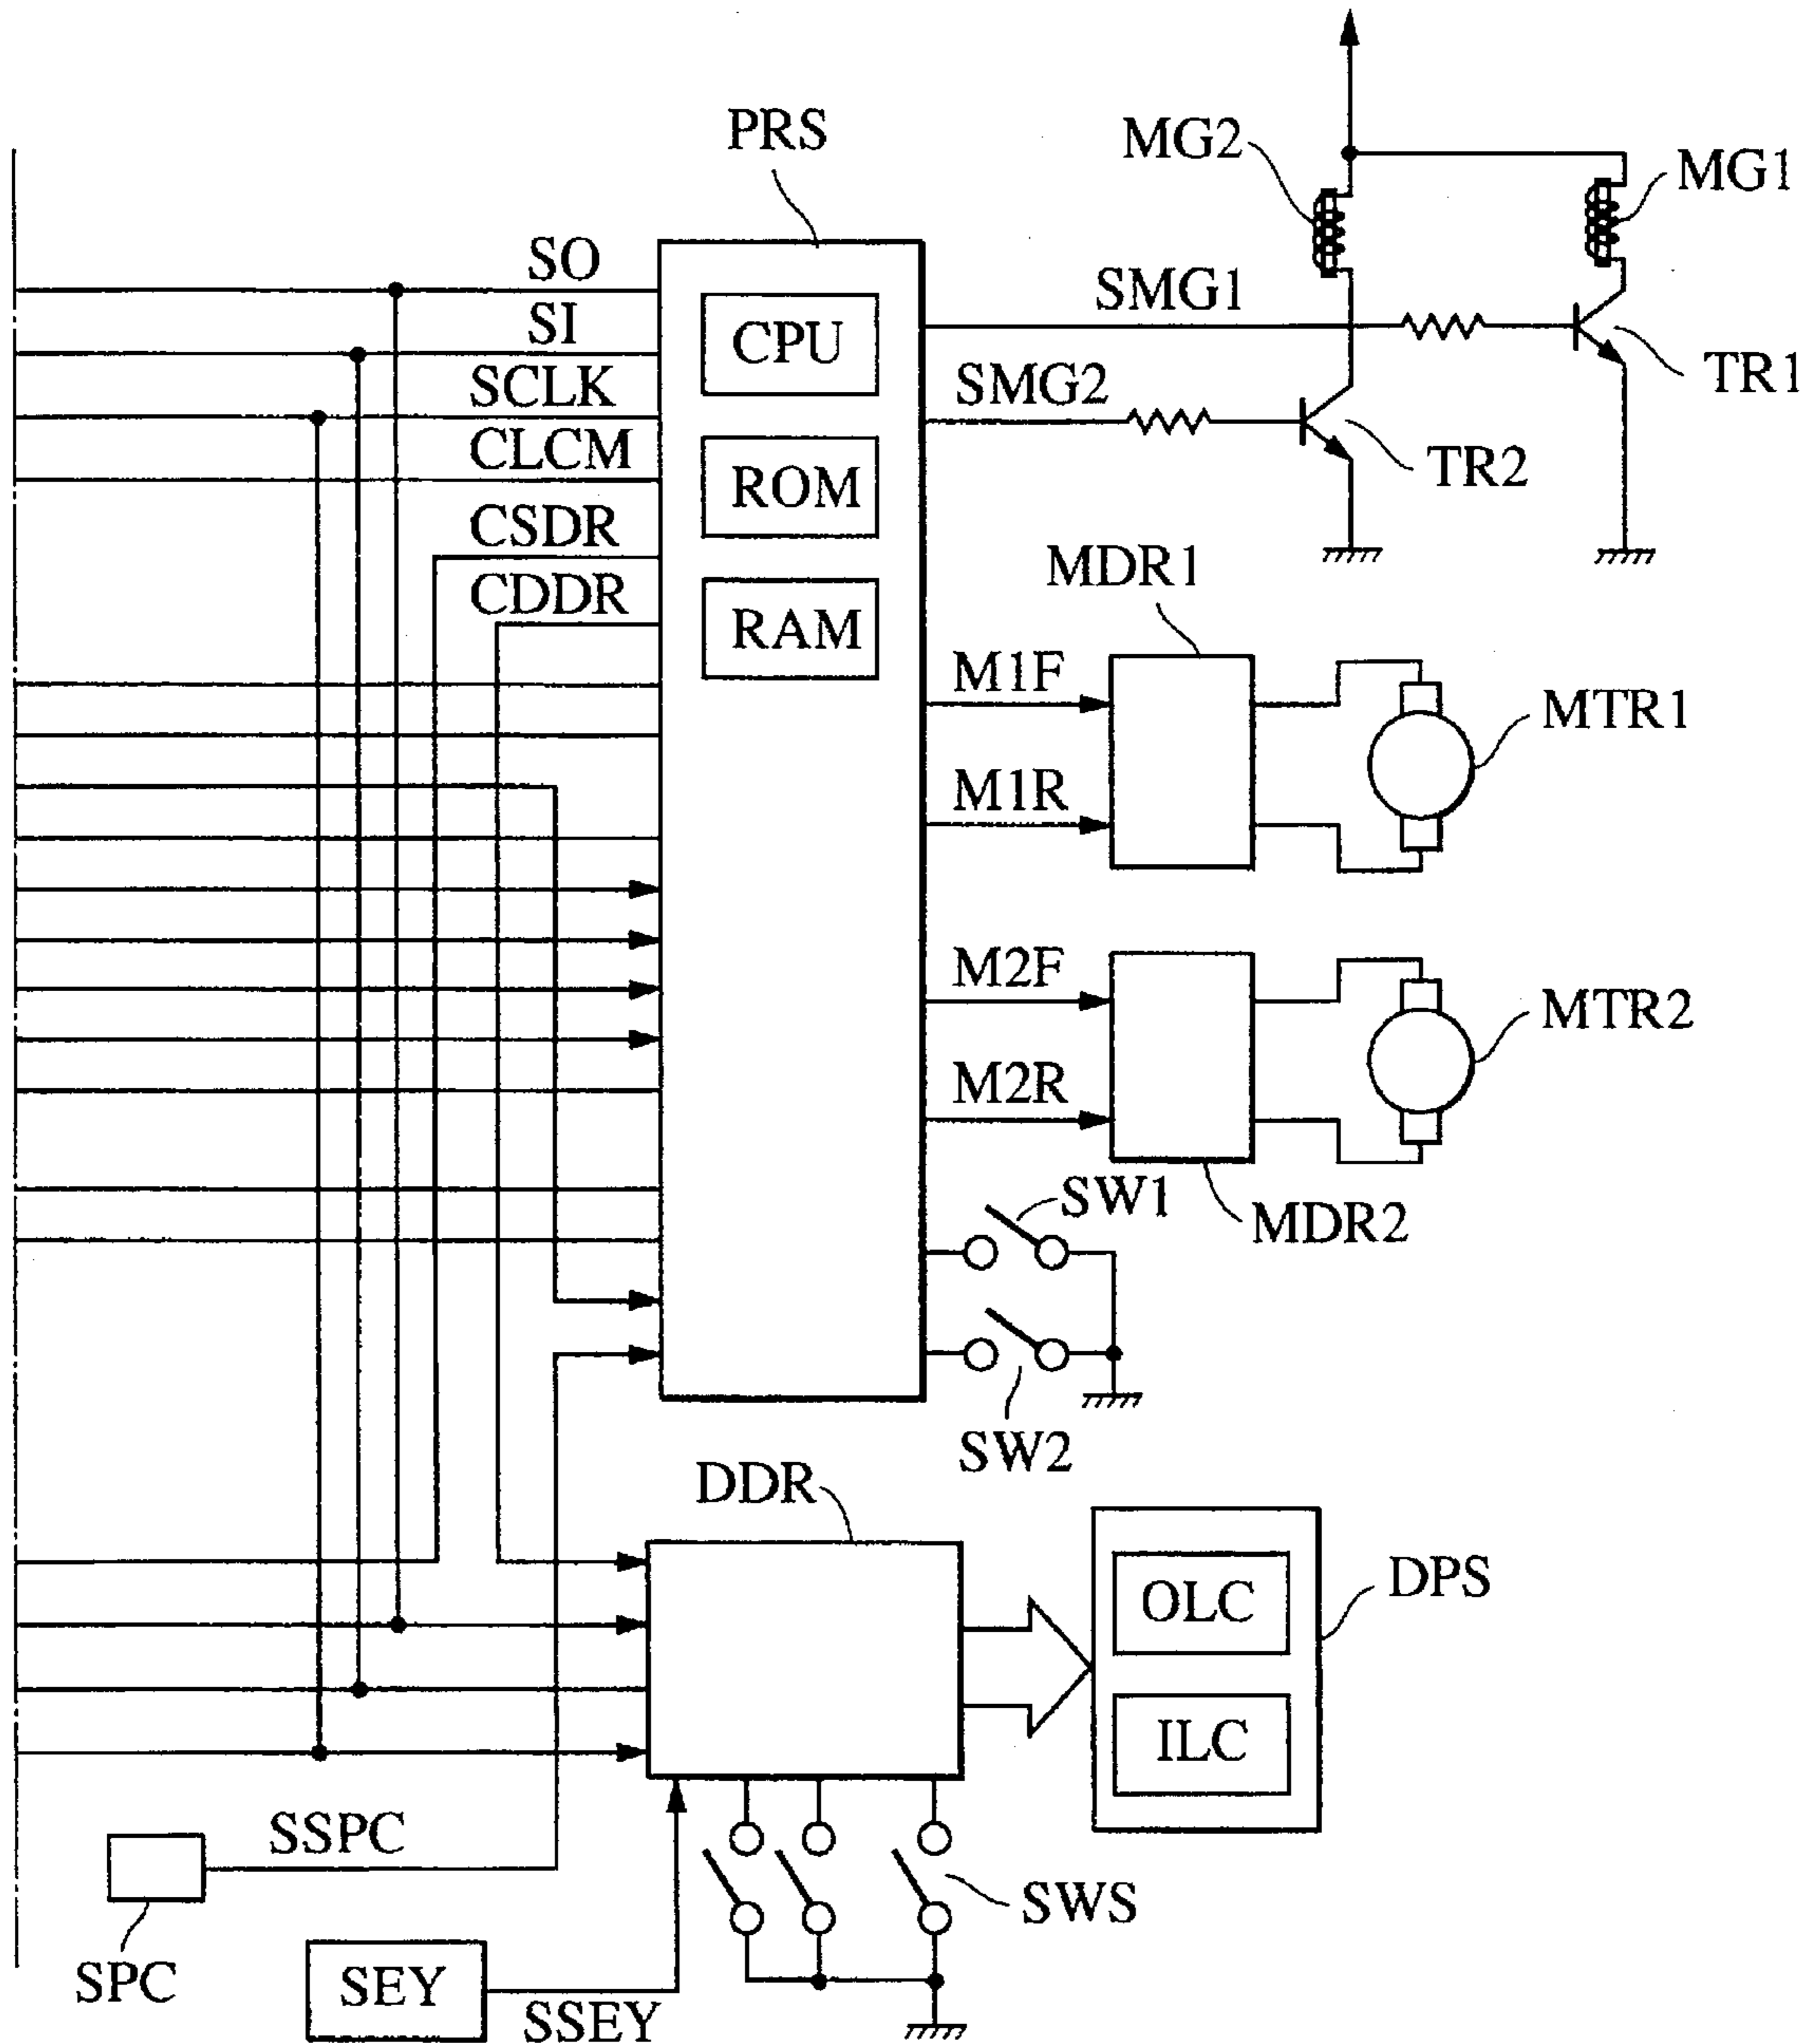 PRS
MG2
MG1
SO
SI
SCLK
CLCM
CSDR
CDDR
CPU
ROM
RAM
SMG1
SMG2
TR1
TR2
MDR1
M1F
M1R
MTR1
M2F
M2R
MTR2
MDR2
SW1
SW2
DDR
OLC
ILC
DPS
SSPC
SPC
SEY
SSEY
SWS